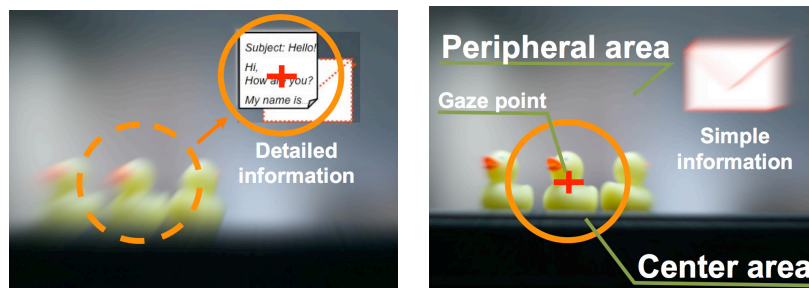 Subject: Hello!
Hi,
How are you?
My name is...
Detailed
information
Peripheral area
Gaze point
Simple
information
Center area